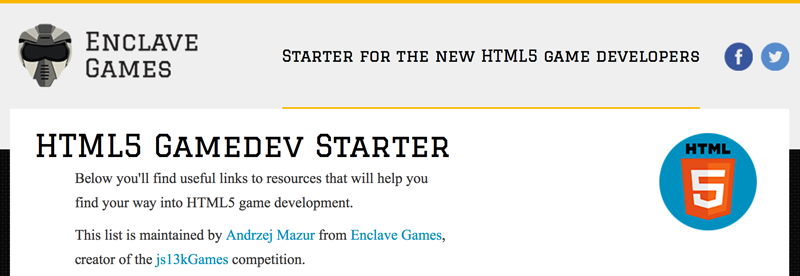 Enclave
Games
Starter for the new HTML5 game developers
f
HTML5 Gamedev Starter
HTML
5
Below you'll find useful links to resources that will help you
find your way into HTML5 game development.
This list is maintained by Andrzej Mazur from Enclave Games,
creator of the js13kGames competition.